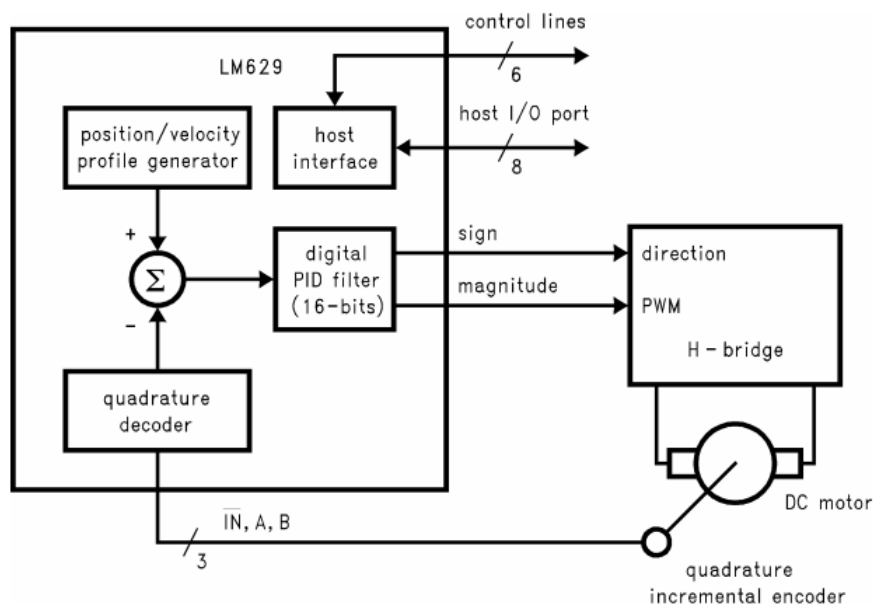 control lines
6
LM629
host I/O port
8
position/velocity
profile generator
host
interface
+
Σ
-
digital
PID filter
(16-bits)
sign
magnitude
direction
PWM
H-bridge
quadrature
decoder
I̅N̅, A, B
3
DC motor
quadrature
incremental encoder